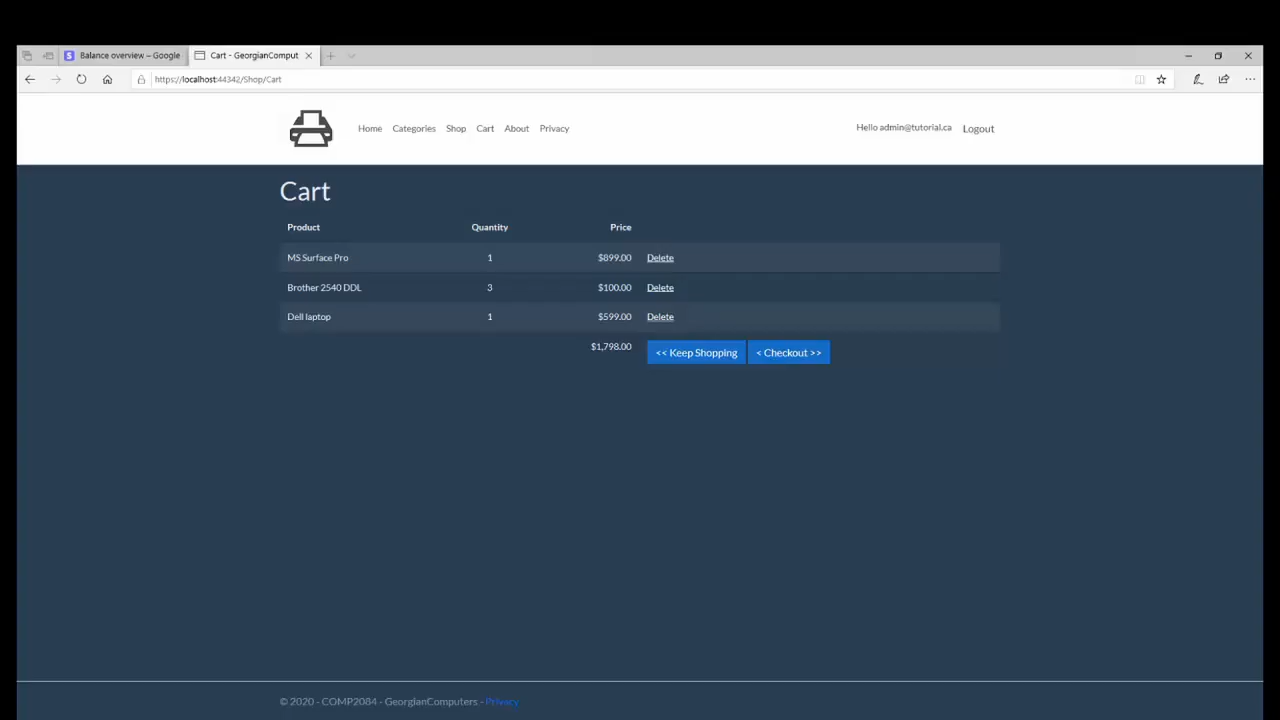 Balance overview – Google
Cart - GeorgianComput
https://localhost:44342/Shop/Cart
Home Categories Shop Cart About Privacy Hello admin@tutorial.ca Logout
Cart
Product Quantity Price
MS Surface Pro 1 $899.00 Delete
Brother 2540 DDL 3 $100.00 Delete
Dell laptop 1 $599.00 Delete
$1,798.00 << Keep Shopping < Checkout >>
© 2020 - COMP2084 - GeorgianComputers - Privacy